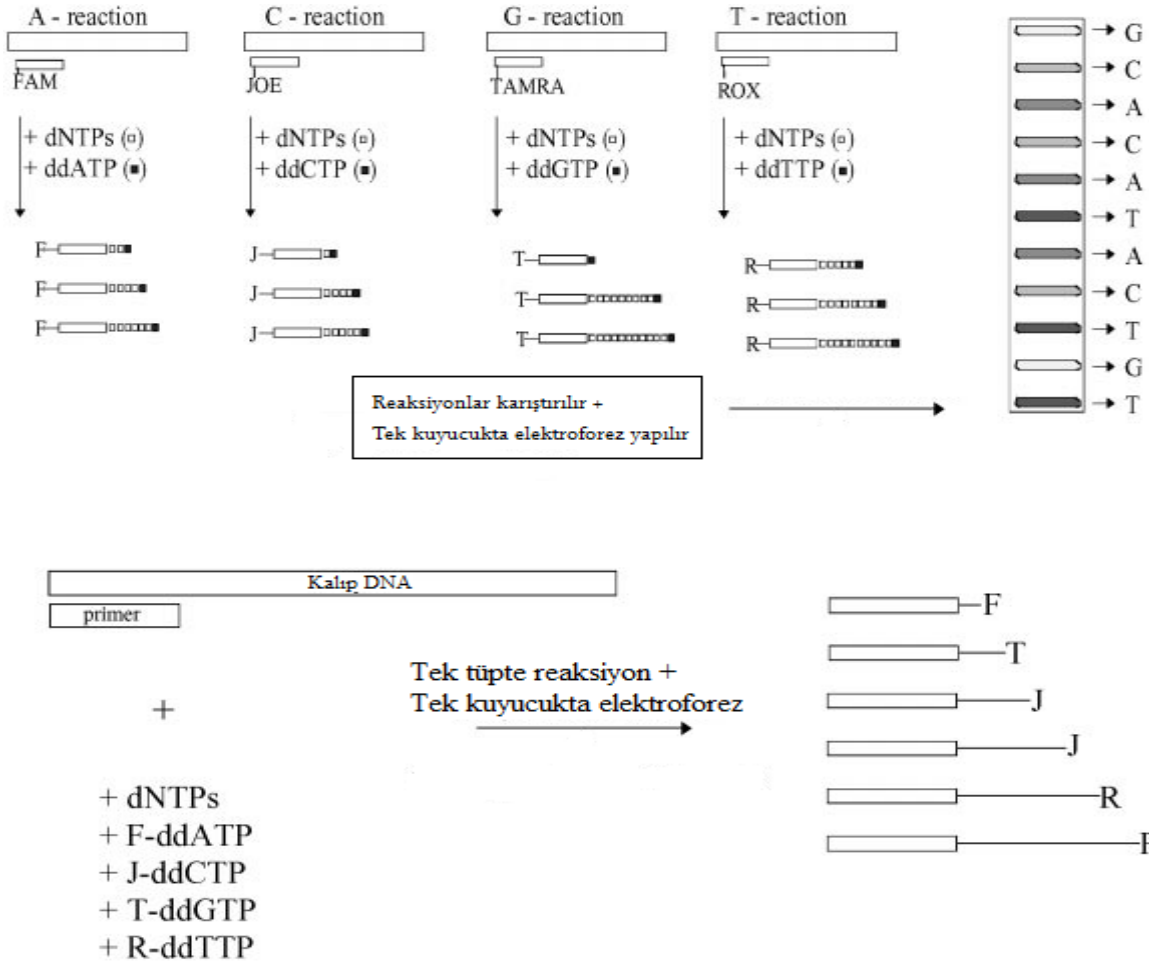 A - reaction
C - reaction
G - reaction
T - reaction
FAM
JOE
TAMRA
ROX
+ dNTPs (▫)
+ ddATP (▪)
+ dNTPs (▫)
+ ddCTP (▪)
+ dNTPs (▫)
+ ddGTP (▪)
+ dNTPs (▫)
+ ddTTP (▪)
F
F
F
J
J
J
T
T
T
R
R
R
G
C
A
C
A
T
A
C
T
G
T
Reaksiyonlar karıştırılır +
Tek kuyucukta elektroforez yapılır
Kalıp DNA
primer
+
+ dNTPs
+ F-ddATP
+ J-ddCTP
+ T-ddGTP
+ R-ddTTP
Tek tüpte reaksiyon +
Tek kuyucukta elektroforez
F
T
J
J
R